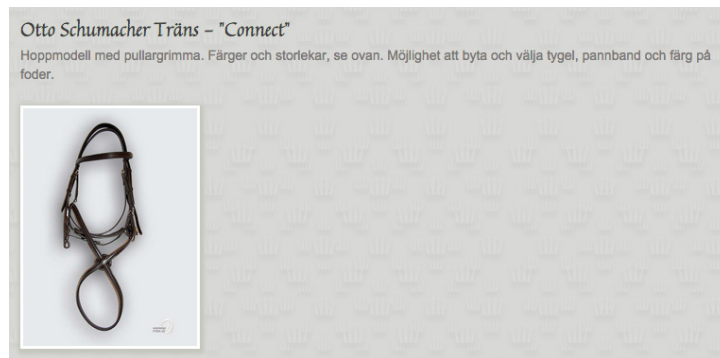 Otto Schumacher Träns – "Connect"
Hoppmodell med pullargrimma. Färger och storlekar, se ovan. Möjlighet att byta och välja tygel, pannband och färg på
foder.